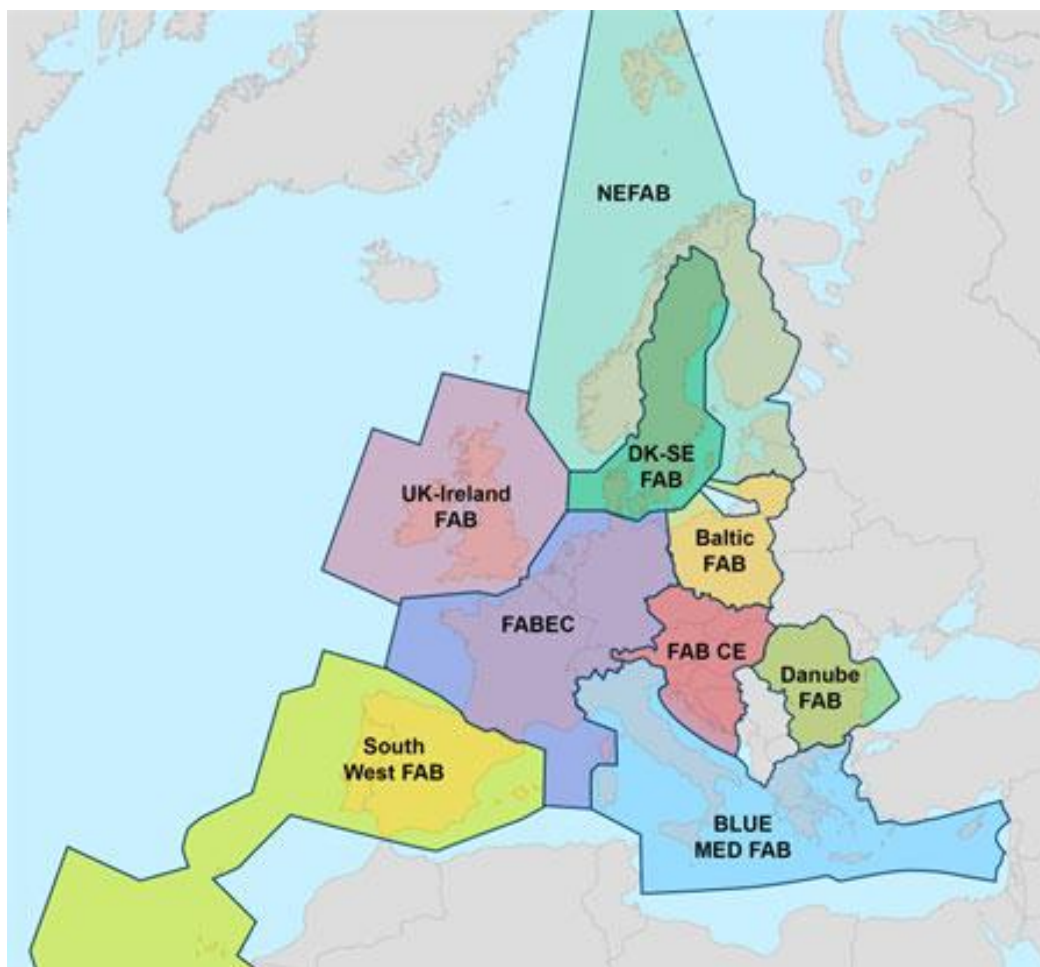 NEFAB
DK-SE
FAB
UK-Ireland
FAB
Baltic
FAB
FABEC
FAB CE
Danube
FAB
South
West FAB
BLUE
MED FAB